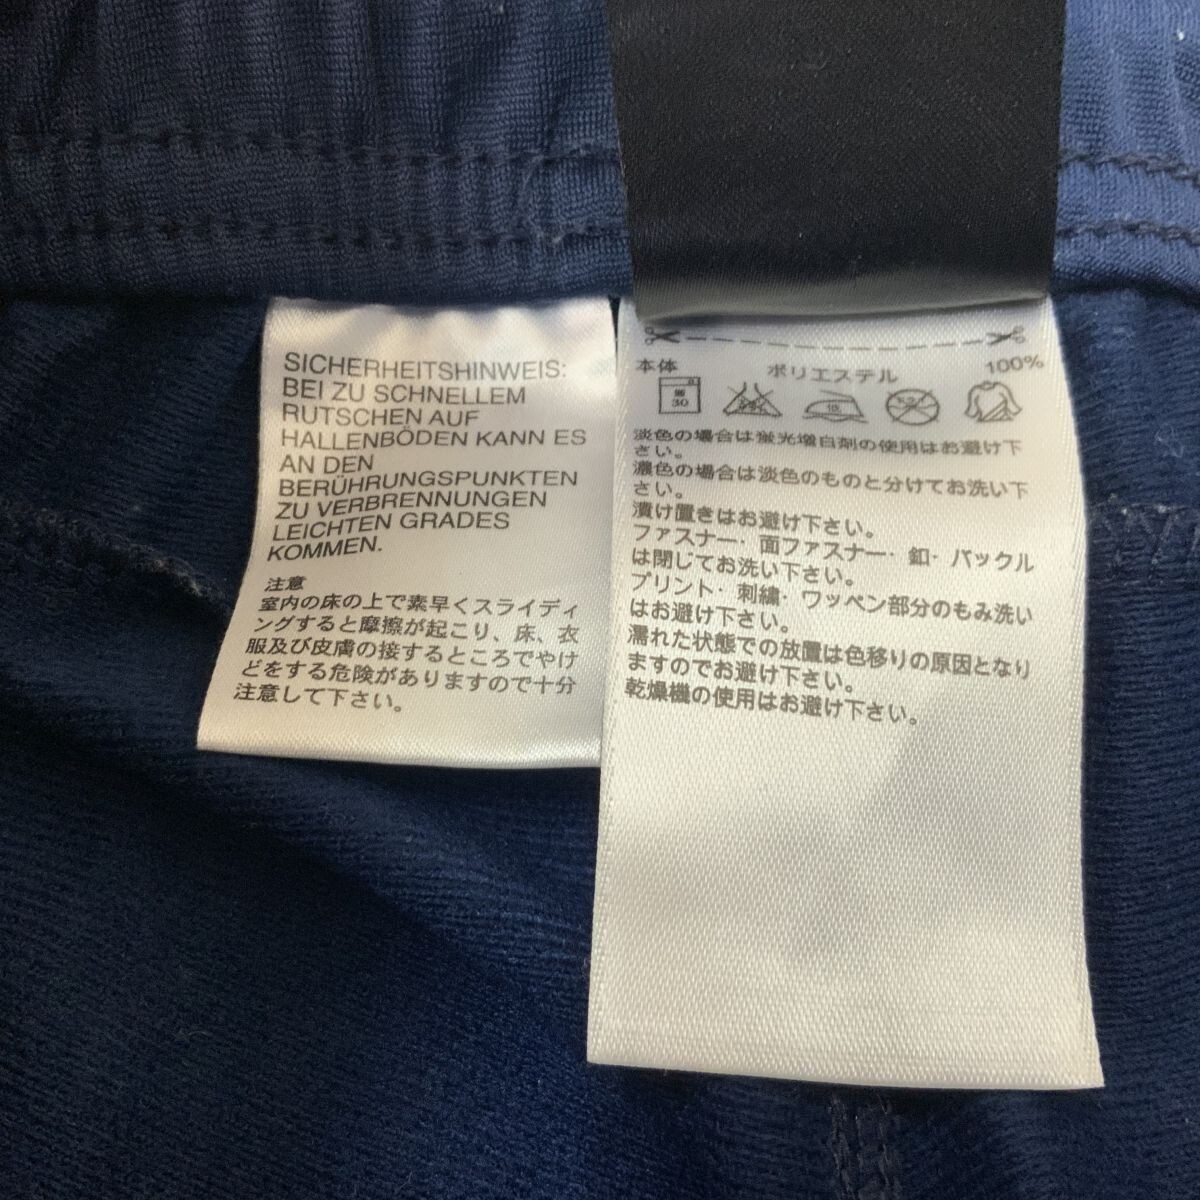 SICHERHEITSHINWEIS:
BEI ZU SCHNELLEM
RUTSCHEN AUF
HALLENBÖDEN KANN ES
AN DEN
BERÜHRUNGSPUNKTEN
ZU VERBRENNUNGEN
LEICHTEN GRADES
KOMMEN.
注意
室内の床の上で素早くスライディ
ングすると摩擦が起こり、床、衣
服及び皮膚の接するところでやけ
どをする危険がありますので十分
注意して下さい。
本体 ポリエステル 100%
30
淡色の場合は蛍光増白剤の使用はお避け下
さい。
濃色の場合は淡色のものと分けてお洗い下
さい。
漬け置きはお避け下さい。
ファスナー・面ファスナー・釦・バックル
は閉じてお洗い下さい。
プリント・刺繍・ワッペン部分のもみ洗い
はお避け下さい。
濡れた状態での放置は色移りの原因となり
ますのでお避け下さい。
乾燥機の使用はお避け下さい。